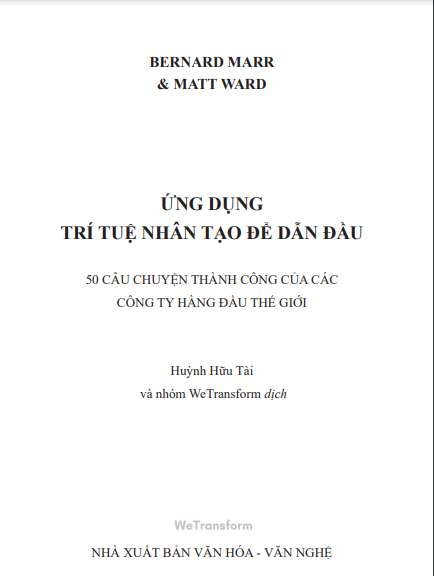 BERNARD MARR
& MATT WARD
ỨNG DỤNG
TRÍ TUỆ NHÂN TẠO ĐỂ DẪN ĐẦU
50 CÂU CHUYỆN THÀNH CÔNG CỦA CÁC
CÔNG TY HÀNG ĐẦU THẾ GIỚI
Huỳnh Hữu Tài
và nhóm WeTransform dịch
WeTransform
NHÀ XUẤT BẢN VĂN HÓA - VĂN NGHỆ